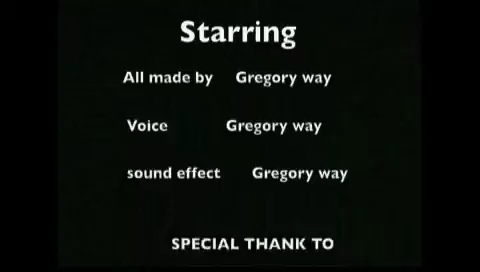 Starring
All made by Gregory way
Voice Gregory way
sound effect Gregory way
SPECIAL THANK TO